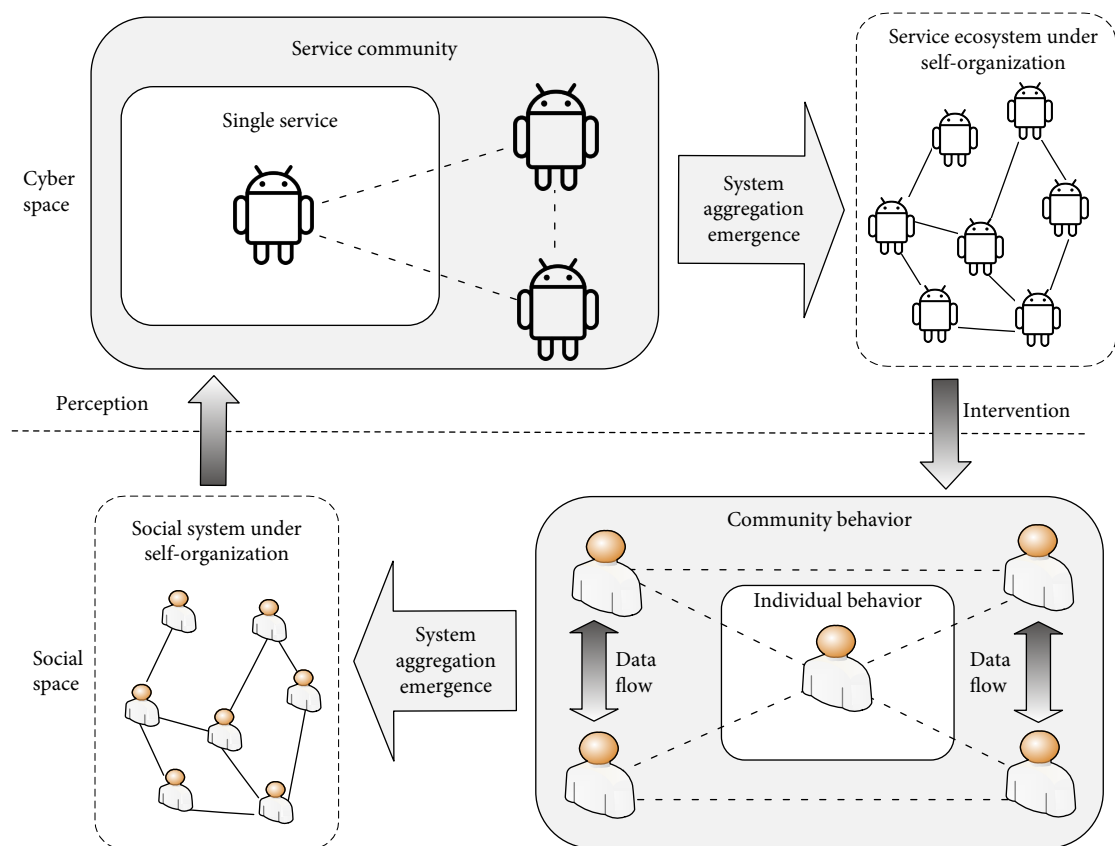 Service community
Single service
Cyber
space
System
aggregation
emergence
Service ecosystem under
self-organization
Perception
Intervention
Social system under
self-organization
Social
space
System
aggregation
emergence
Community behavior
Individual behavior
Data
flow
Data
flow